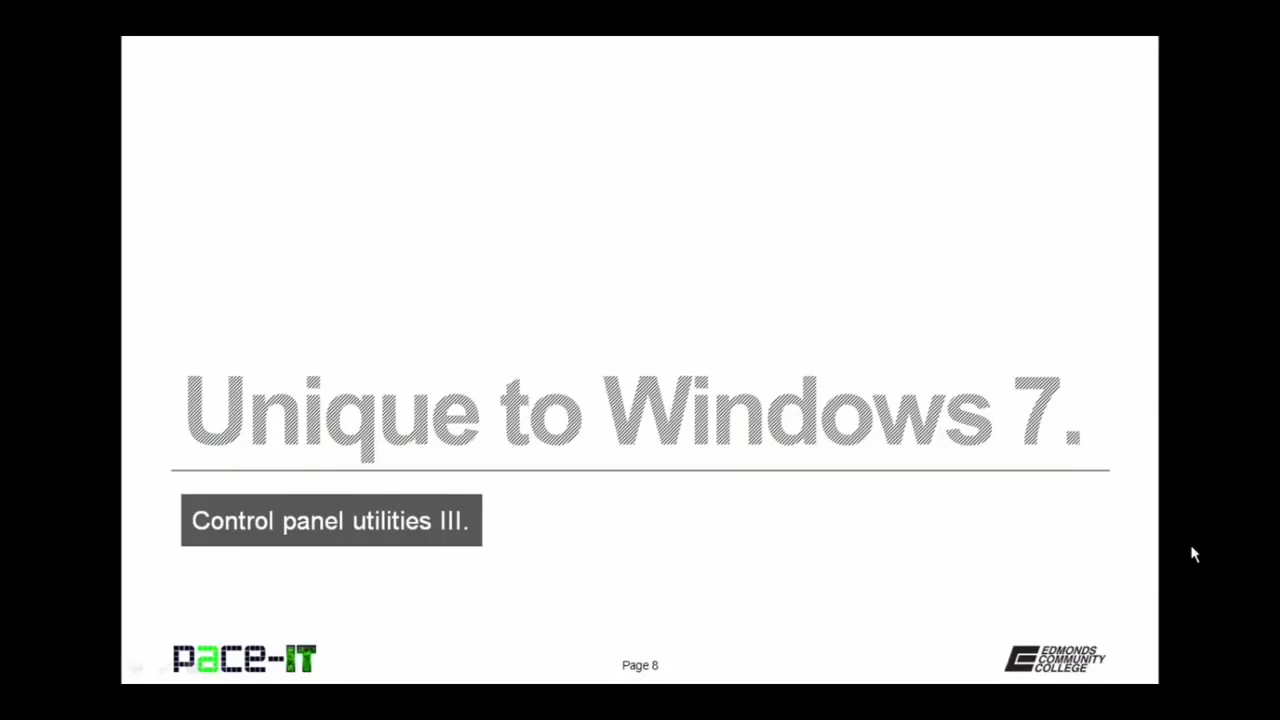 Unique to Windows 7.
Control panel utilities III.
pace-IT
Page 8
EDMONDS
COMMUNITY
COLLEGE